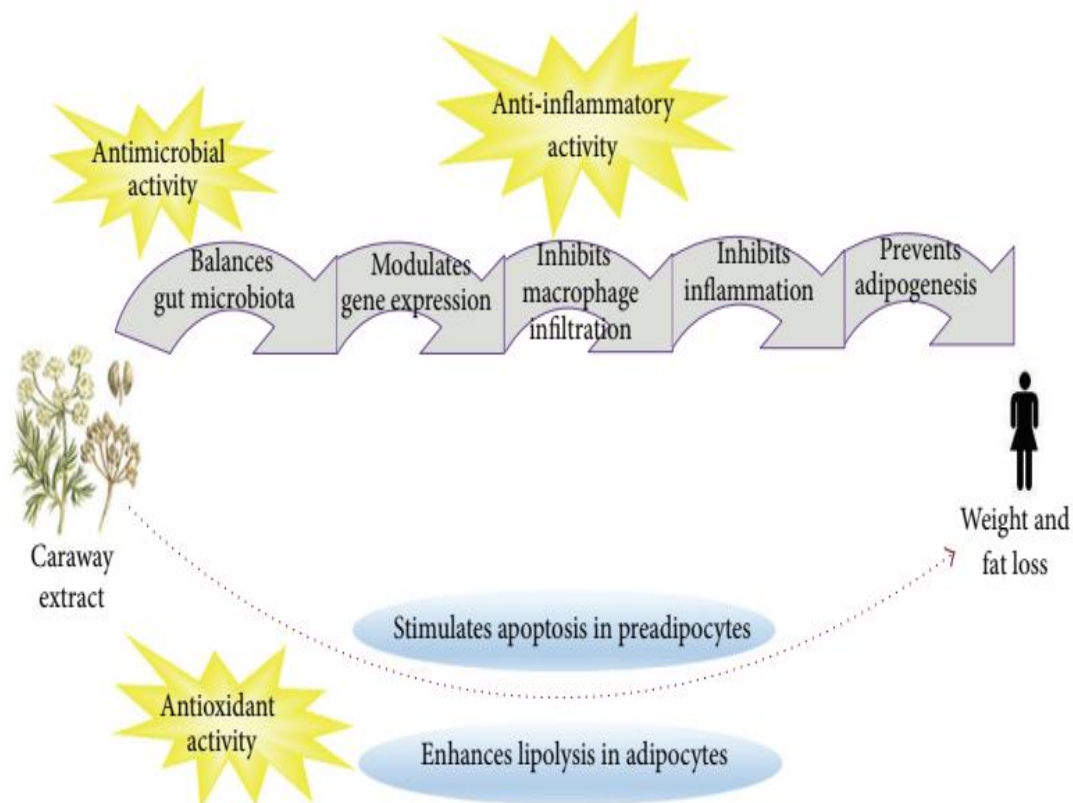 Anti-inflammatory
activity
Antimicrobial
activity
Balances
gut microbiota
Modulates
gene expression
Inhibits
macrophage
infiltration
Inhibits
inflammation
Prevents
adipogenesis
Caraway
extract
Weight and
fat loss
Stimulates apoptosis in preadipocytes
Antioxidant
activity
Enhances lipolysis in adipocytes